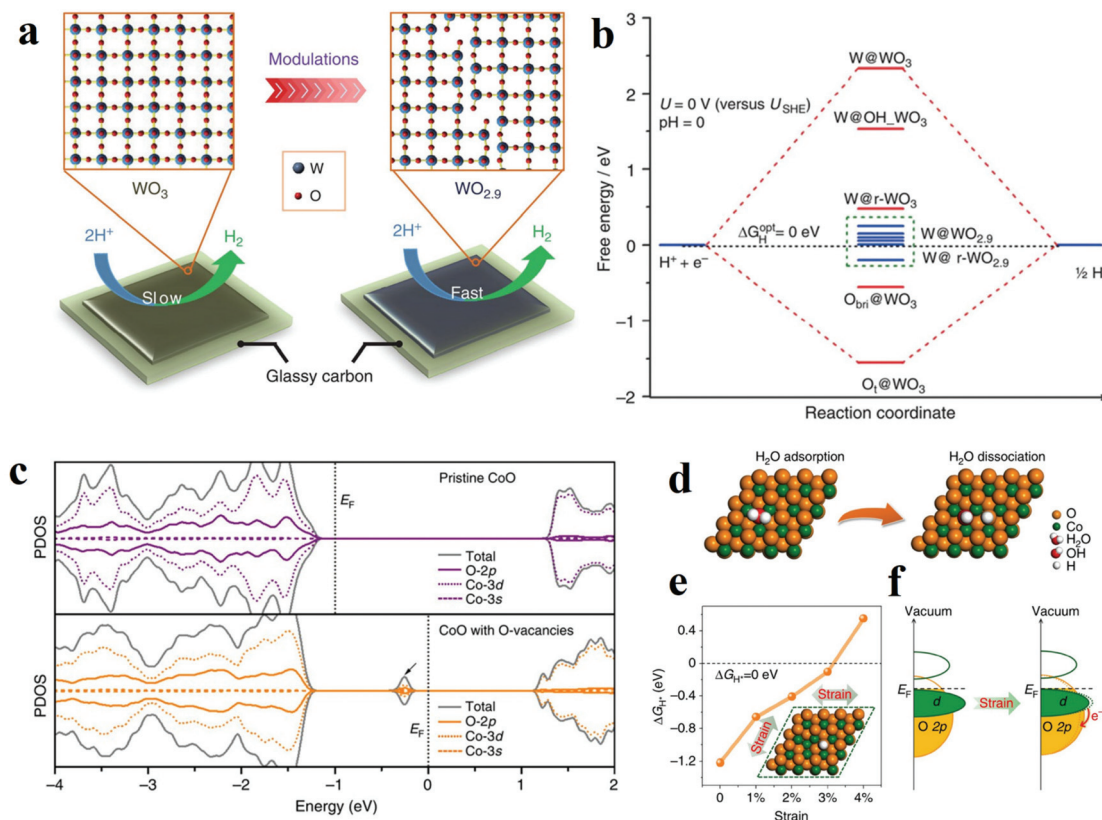 a
Modulations
W
O
WO3
WO2.9
2H+
H2
Slow
2H+
H2
Fast
Glassy carbon
b
Free energy / eV
3
2
1
0
−1
−2
U = 0 V (versus USHE)
pH = 0
W@WO3
W@OH_WO3
W@r-WO3
ΔGHopt= 0 eV
W@WO2.9
W@ r-WO2.9
H+ + e−
½ H
Obri@WO3
Ot@WO3
Reaction coordinate
c
PDOS
Pristine CoO
EF
Total
O-2p
Co-3d
Co-3s
PDOS
CoO with O-vacancies
EF
Total
O-2p
Co-3d
Co-3s
−4
−3
−2
−1
0
1
2
Energy (eV)
d
H2O adsorption
H2O dissociation
O
Co
H2O
OH
H
e
ΔGH* (eV)
0.4
0
−0.4
−0.8
−1.2
ΔGH*=0 eV
Strain
Strain
0
1%
2%
3%
4%
Strain
f
Vacuum
Vacuum
EF
d
O 2p
Strain
EF
d
O 2p
e−